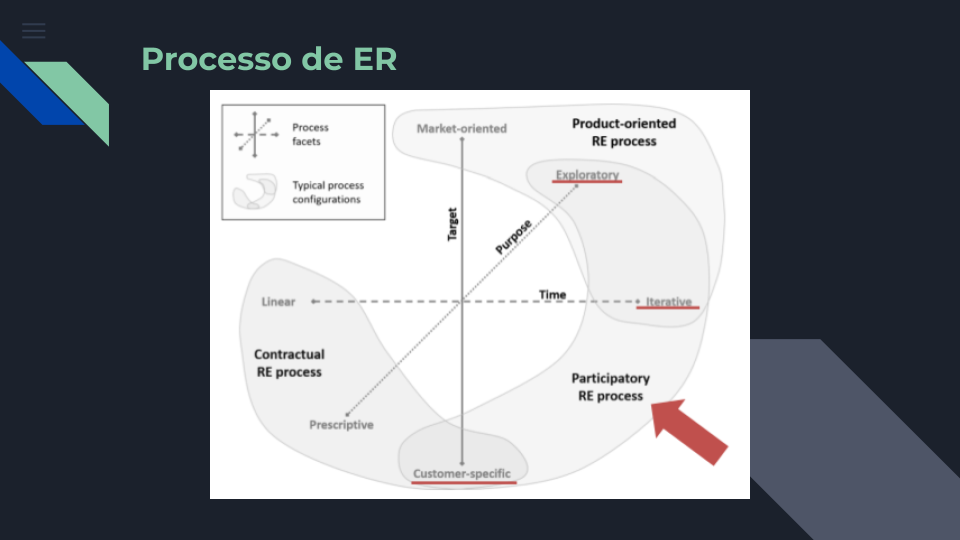 Processo de ER
Process
facets
Typical process
configurations
Market-oriented
Product-oriented
RE process
Exploratory
Target
Purpose
Time
Linear
Iterative
Contractual
RE process
Participatory
RE process
Prescriptive
Customer-specific